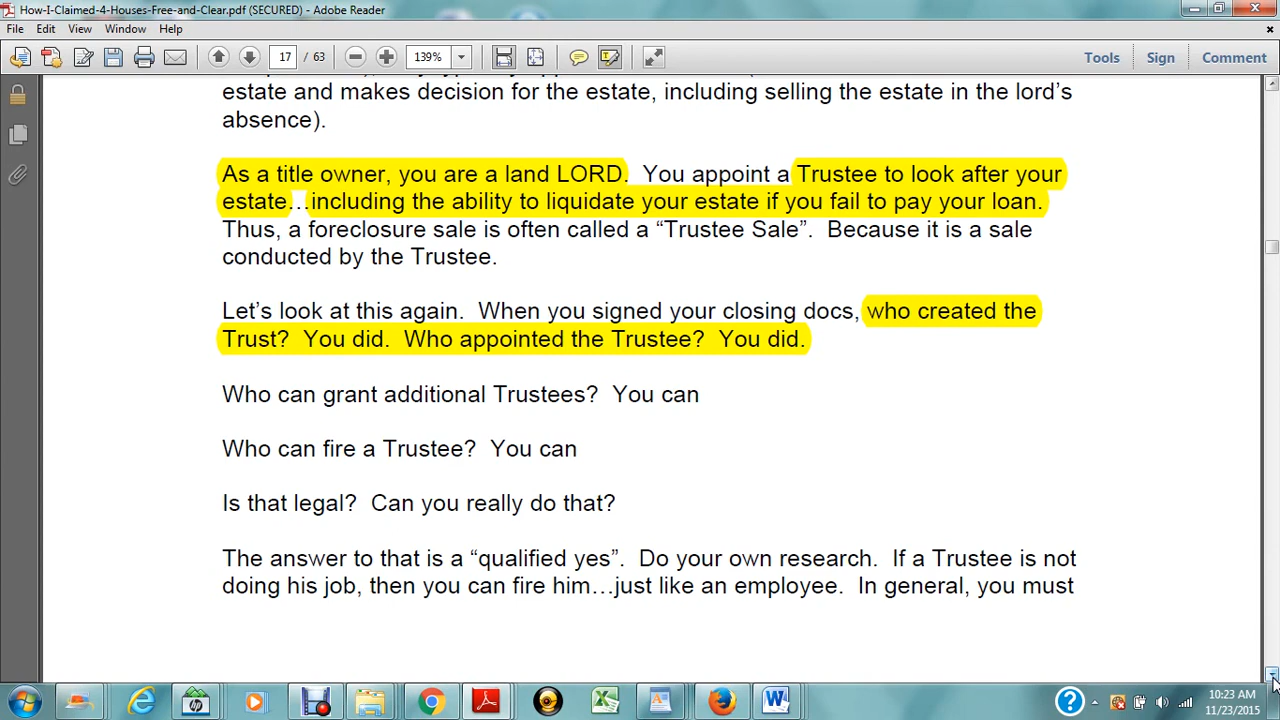 How-I-Claimed-4-Houses-Free-and-Clear.pdf (SECURED) - Adobe Reader
File Edit View Window Help
17 / 63 139% Tools Sign Comment
estate and makes decision for the estate, including selling the estate in the lord's
absence).
As a title owner, you are a land LORD. You appoint a Trustee to look after your
estate…including the ability to liquidate your estate if you fail to pay your loan.
Thus, a foreclosure sale is often called a “Trustee Sale”. Because it is a sale
conducted by the Trustee.
Let’s look at this again. When you signed your closing docs, who created the
Trust? You did. Who appointed the Trustee? You did.
Who can grant additional Trustees? You can
Who can fire a Trustee? You can
Is that legal? Can you really do that?
The answer to that is a “qualified yes”. Do your own research. If a Trustee is not
doing his job, then you can fire him…just like an employee. In general, you must
10:23 AM
11/23/2015